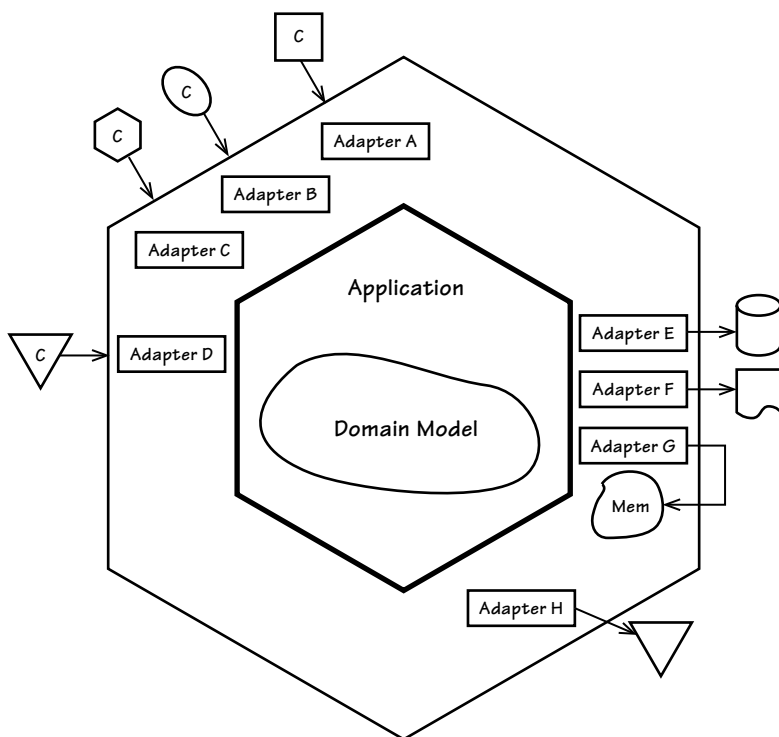 C
C
C
Adapter A
Adapter B
Adapter C
Application
C
Adapter D
Adapter E
Adapter F
Domain Model
Adapter G
Mem
Adapter H